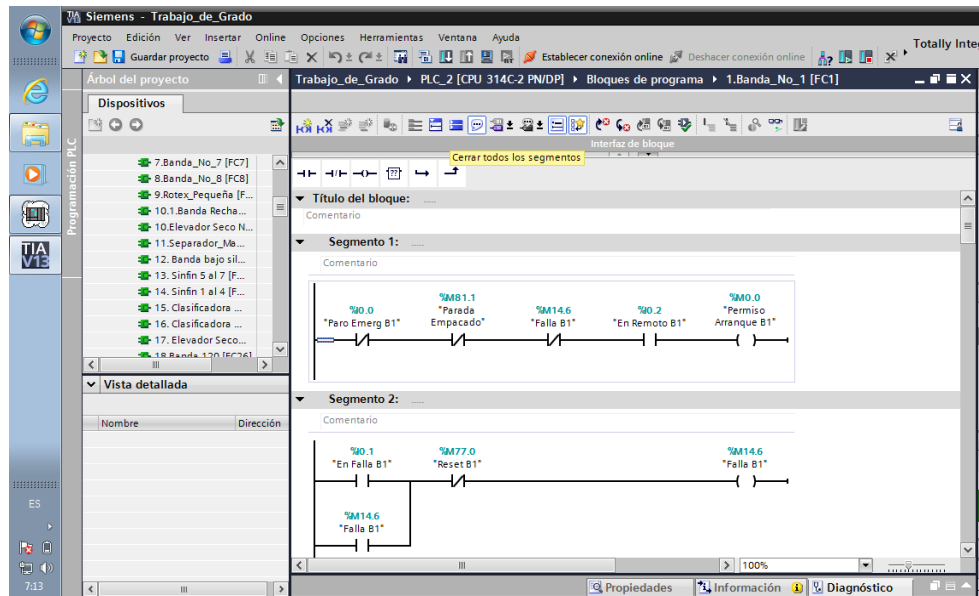 Siemens - Trabajo_de_Grado
Proyecto Edición Ver Insertar Online Opciones Herramientas Ventana Ayuda
Guardar proyecto Establecer conexión online Deshacer conexión online
Totally Inte
Árbol del proyecto
Trabajo_de_Grado PLC_2 [CPU 314C-2 PN/DP] Bloques de programa 1.Banda_No_1 [FC1]
Dispositivos
Programación PLC
Interfaz de bloque
Cerrar todos los segmentos
7.Banda_No_7 [FC7]
8.Banda_No_8 [FC8]
9.Rotex_Pequeña [F...
10.1.Banda Recha...
10.Elevador Seco N...
11.Separador_Ma...
12. Banda bajo sil...
13. Sinfin 5 al 7 [F...
14. Sinfin 1 al 4 [F...
15. Clasificadora ...
16. Clasificadora ...
17. Elevador Seco...
18.Banda 120 [FC26]
Vista detallada
Nombre Dirección
Título del bloque: .....
Comentario
Segmento 1: .....
Comentario
%M81.1 %M0.0
%I0.0 "Parada %M14.6 %I0.2 "Permiso
"Paro Emerg B1" Empacado" "Falla B1" "En Remoto B1" Arranque B1"
Segmento 2: .....
Comentario
%I0.1 %M77.0 %M14.6
"En Falla B1" "Reset B1" "Falla B1"
%M14.6
"Falla B1"
100%
Propiedades Información Diagnóstico
TIA
V13
ES
7:13